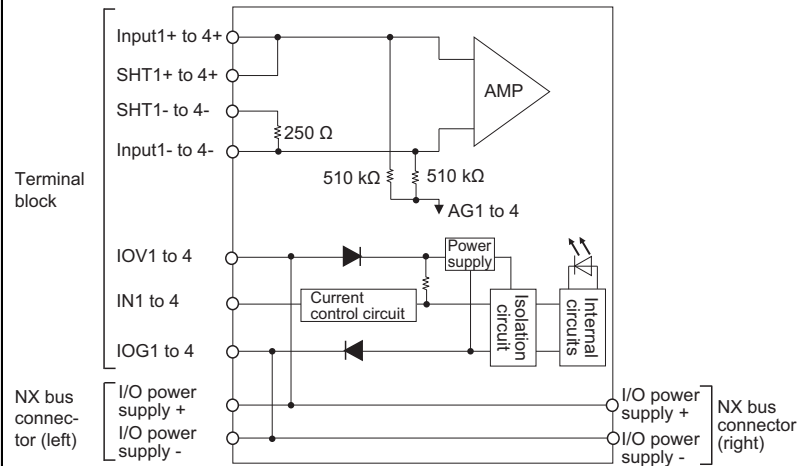 Terminal
block
Input1+ to 4+
SHT1+ to 4+
SHT1- to 4-
Input1- to 4-
250 Ω
510 kΩ
510 kΩ
AG1 to 4
AMP
IOV1 to 4
IN1 to 4
IOG1 to 4
Current
control circuit
Power
supply
Isolation
circuit
Internal
circuits
NX bus
connec-
tor (left)
I/O power
supply +
I/O power
supply -
I/O power
supply +
I/O power
supply -
NX bus
connector
(right)